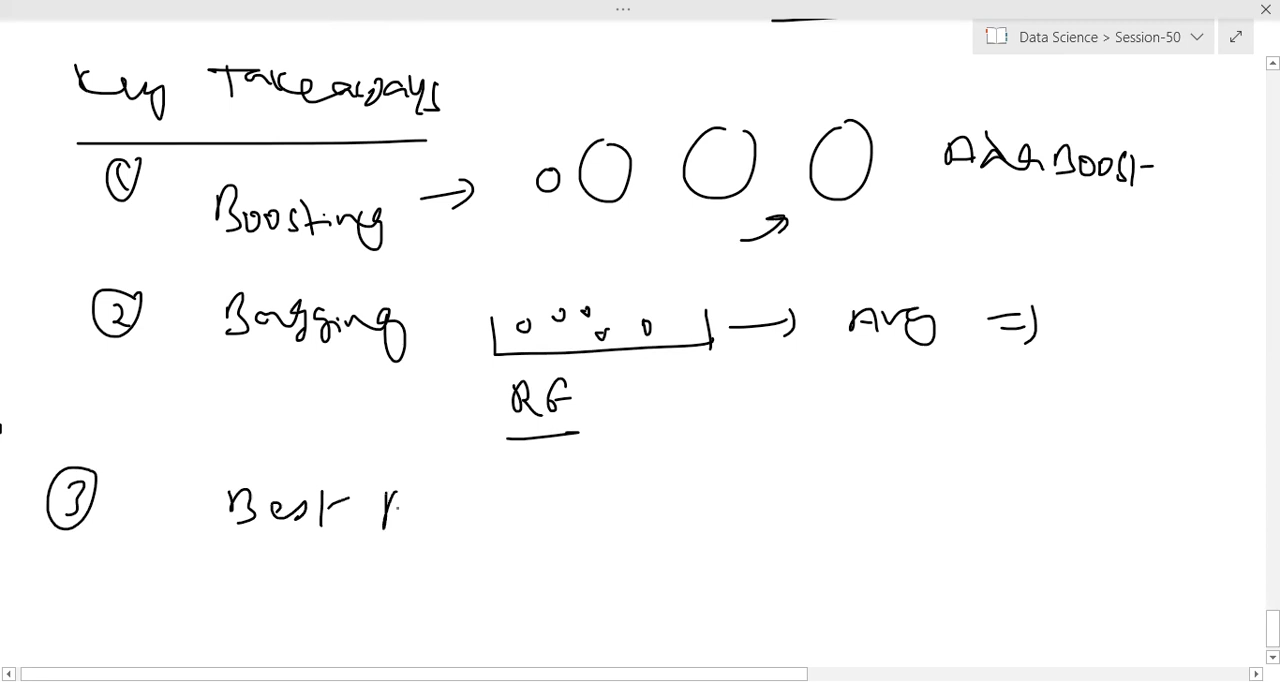 Data Science > Session-50
Key Takeaways
① Boosting → AdaBoost
② Bagging → Avg ⇒
RF
③ Best